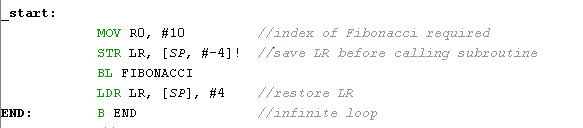 _start:
MOV R0, #10 //index of Fibonacci required
STR LR, [SP, #-4]! //save LR before calling subroutine
BL FIBONACCI
LDR LR, [SP], #4 //restore LR
END: B END //infinite loop